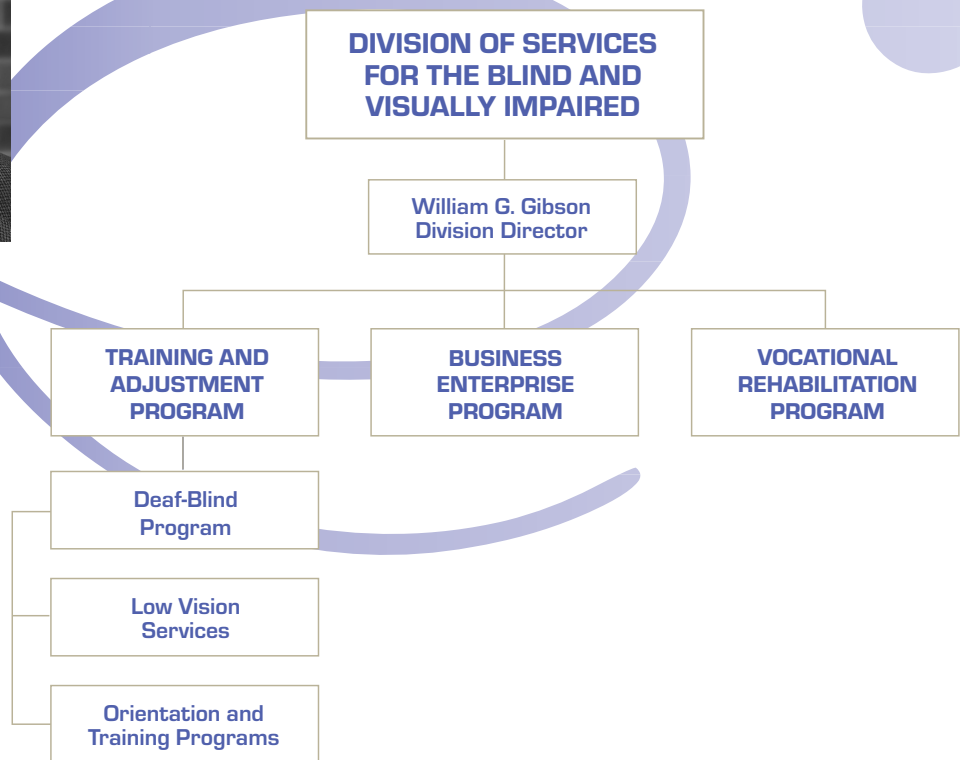 DIVISION OF SERVICES
FOR THE BLIND AND
VISUALLY IMPAIRED
William G. Gibson
Division Director
TRAINING AND
ADJUSTMENT
PROGRAM
BUSINESS
ENTERPRISE
PROGRAM
VOCATIONAL
REHABILITATION
PROGRAM
Deaf-Blind
Program
Low Vision
Services
Orientation and
Training Programs